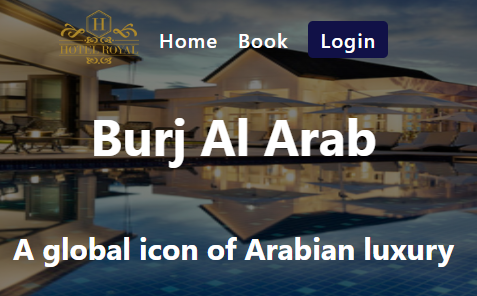 H
HOTEL ROYAL
Home Book Login
Burj Al Arab
A global icon of Arabian luxury